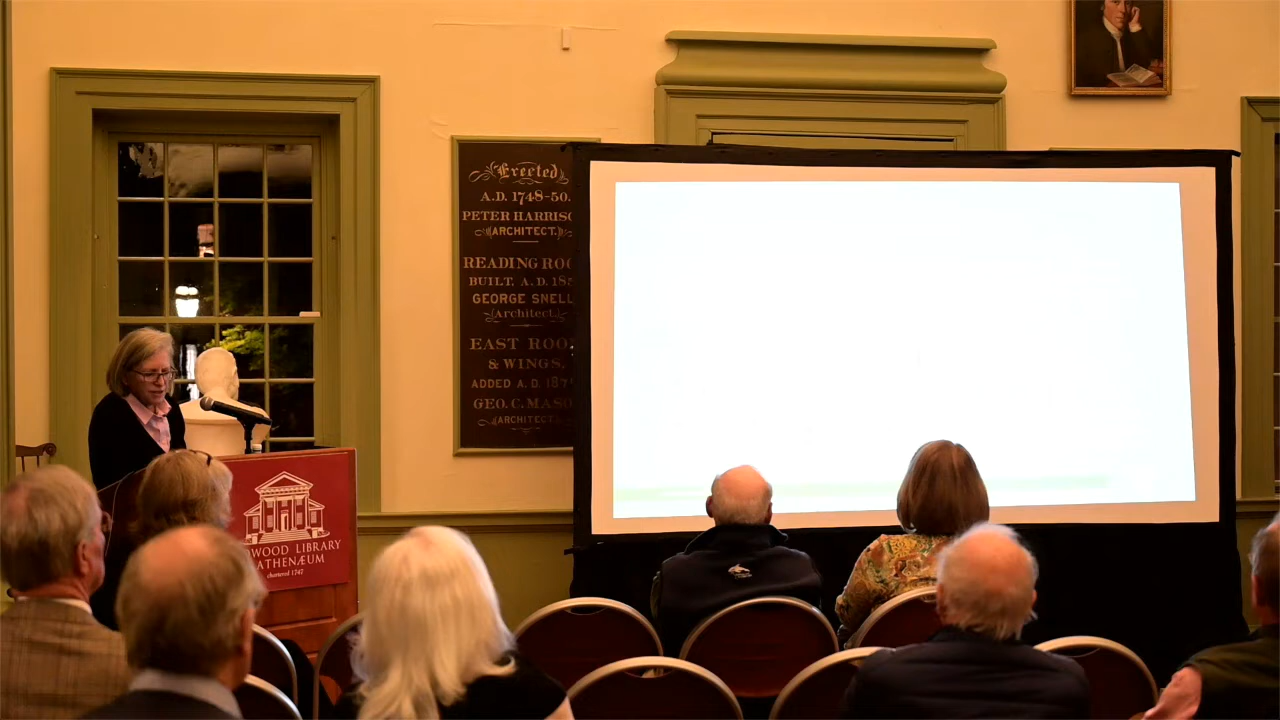 Erected
A.D. 1748-50.
PETER HARRISO
ARCHITECT.
READING ROO
BUILT, A.D. 185
GEORGE SNELL
Architect.
EAST ROO
& WINGS,
ADDED A.D. 187
GEO. C. MASO
ARCHITECT
WOOD LIBRARY
ATHENÆUM
chartered 1747